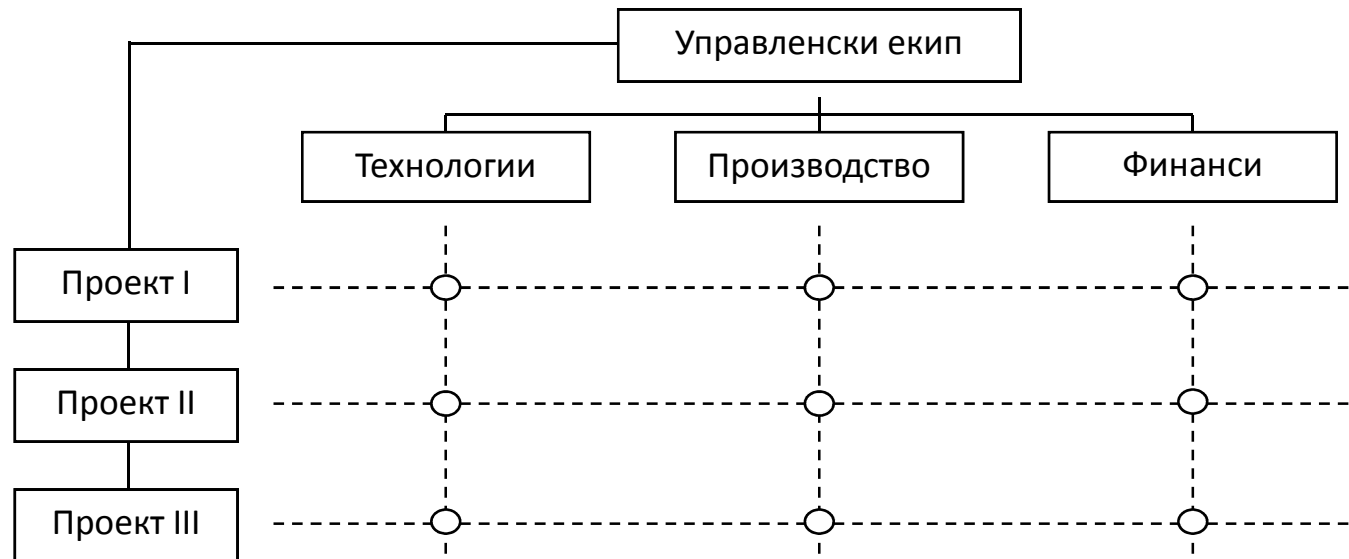 Управленски екип
Технологии
Производство
Финанси
Проект I
Проект II
Проект III